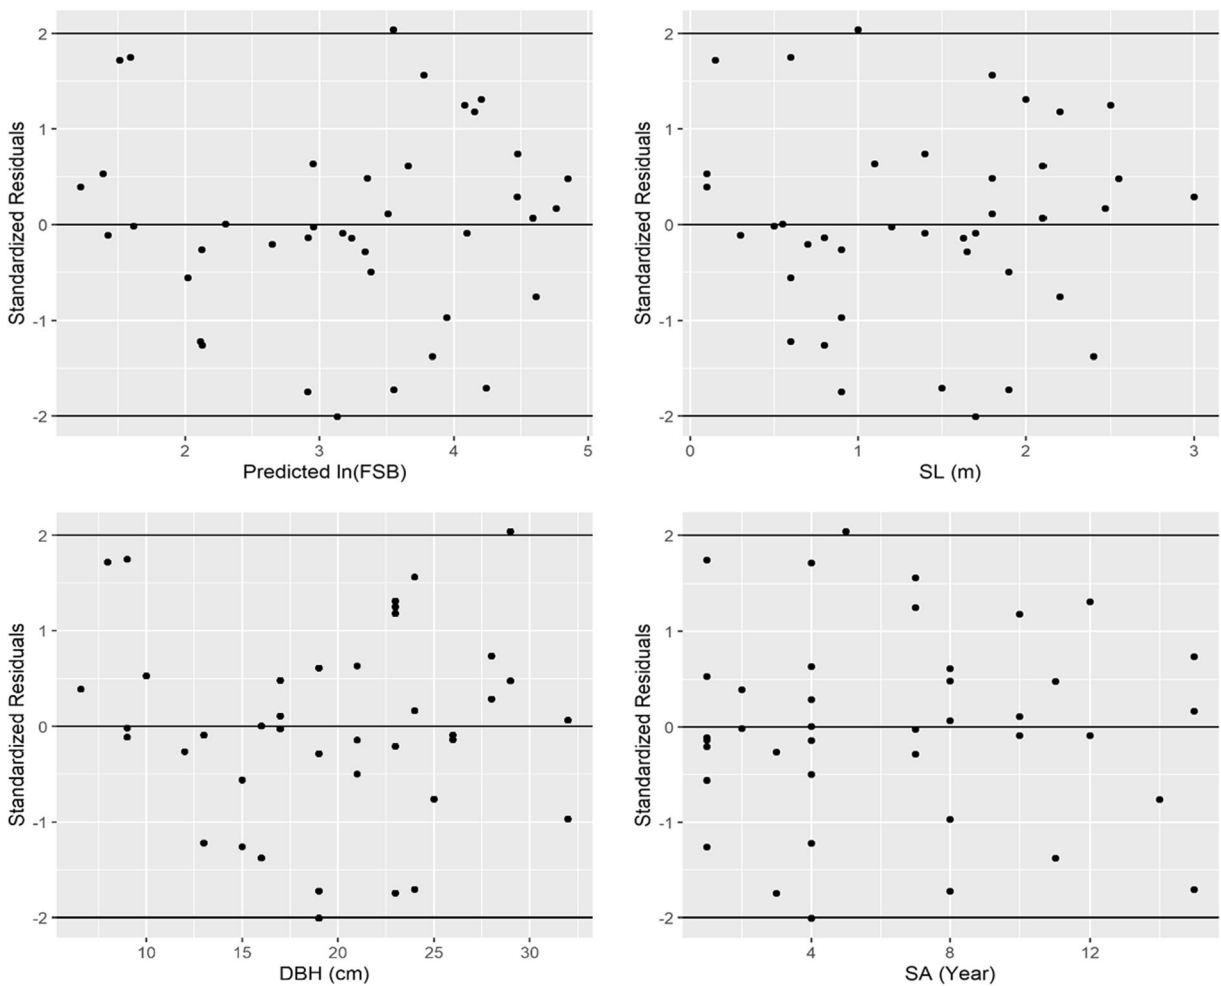 2
1
0
-1
-2
Standardized Residuals
2 3 4 5
Predicted ln(FSB)
2
1
0
-1
-2
Standardized Residuals
0 1 2 3
SL (m)
2
1
0
-1
-2
Standardized Residuals
10 15 20 25 30
DBH (cm)
2
1
0
-1
-2
Standardized Residuals
4 8 12
SA (Year)